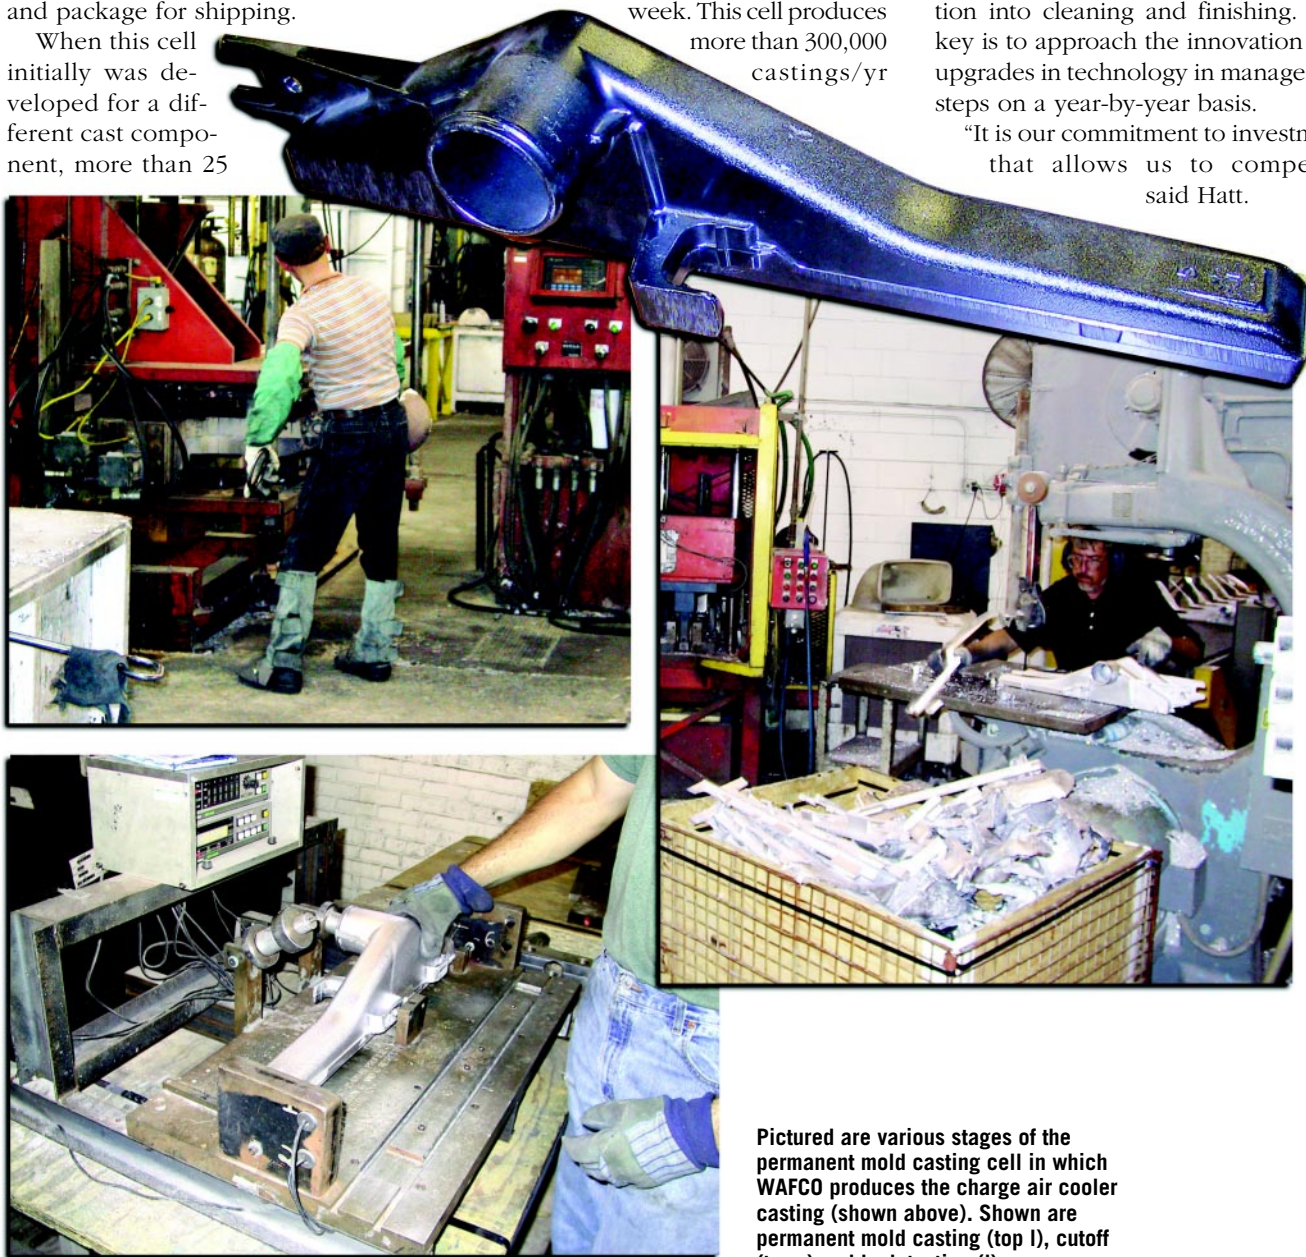 and package for shipping.
When this cell
initially was de-
veloped for a dif-
ferent cast compo-
nent, more than 25
week. This cell produces
more than 300,000
castings/yr
tion into cleaning and finishing.
key is to approach the innovation
upgrades in technology in manage
steps on a year-by-year basis.
“It is our commitment to investm
that allows us to compe
said Hatt.
Pictured are various stages of the
permanent mold casting cell in which
WAFCO produces the charge air cooler
casting (shown above). Shown are
permanent mold casting (top l), cutoff